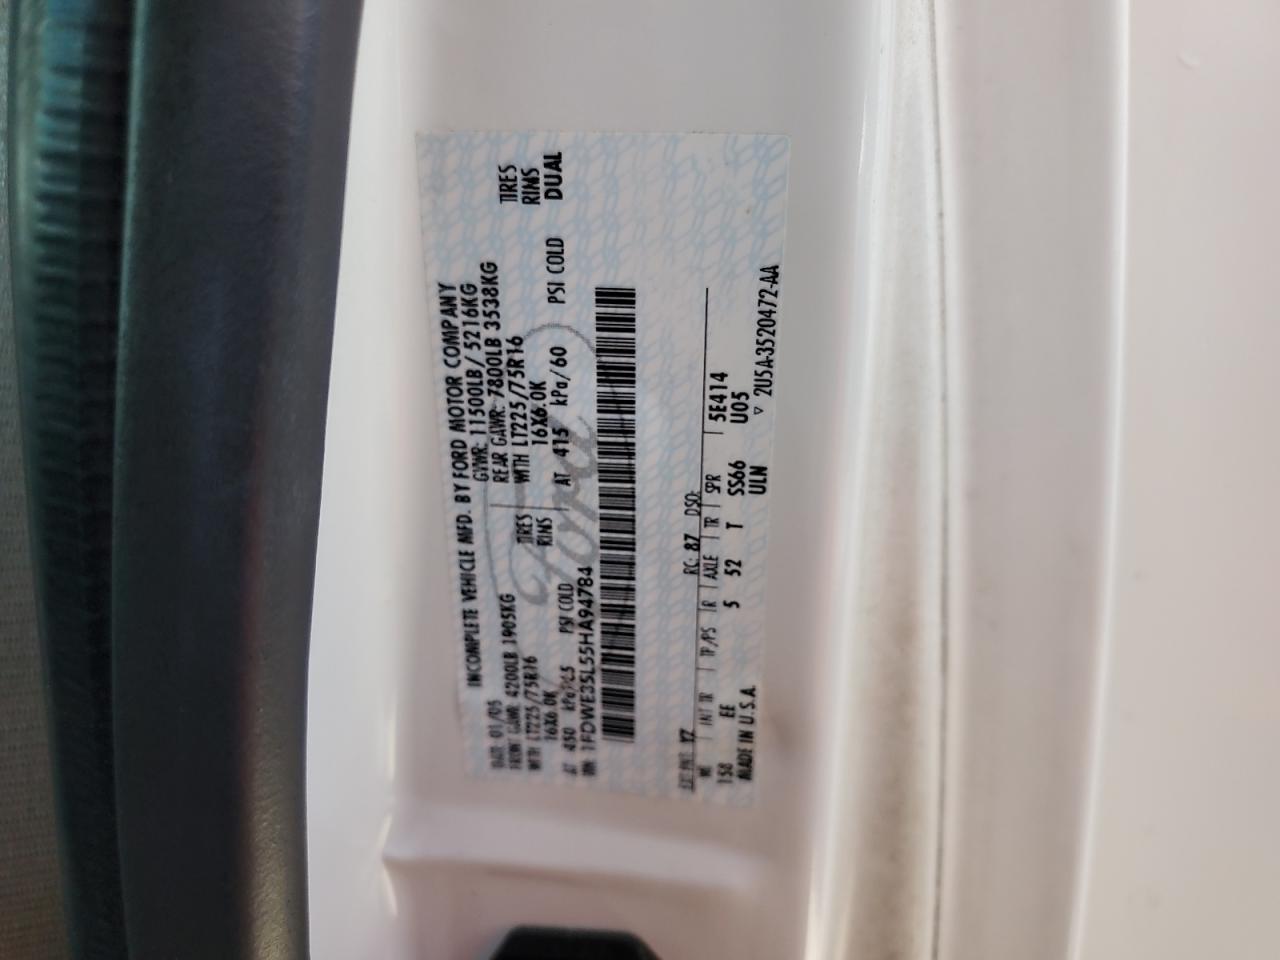 INCOMPLETE VEHICLE MFD. BY FORD MOTOR COMPANY
DATE: 01/05 GVWR: 11500LB / 5216KG
FRONT GAWR: 4200LB 1905KG REAR GAWR: 7800LB 3538KG
WITH LT225/75R16 TIRES WITH LT225/75R16 TIRES
16X6.0K RIMS 16X6.0K RIMS
AT 450 kPa/65 PSI COLD AT 415 kPa/60 PSI COLD DUAL
VIN: 1FDWE35L55HA94784
Ford
EXT PNT: YZ RC: 87 DSO:
WB INT TR TP/PS R AXLE TR SPR
158 EE 5 52 T SS66 5E414
MADE IN U.S.A. ULN U05
▽ 2U5A-3520472-AA